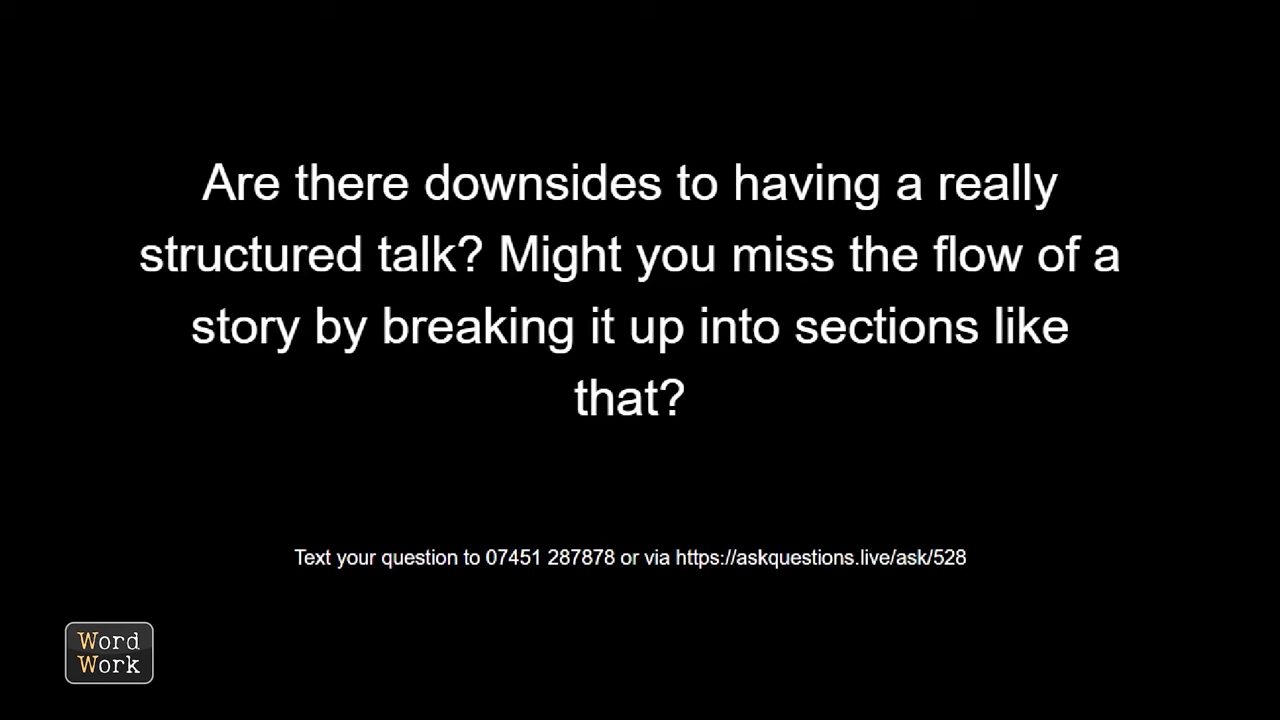 Are there downsides to having a really
structured talk? Might you miss the flow of a
story by breaking it up into sections like
that?
Text your question to 07451 287878 or via https://askquestions.live/ask/528
Word
Work